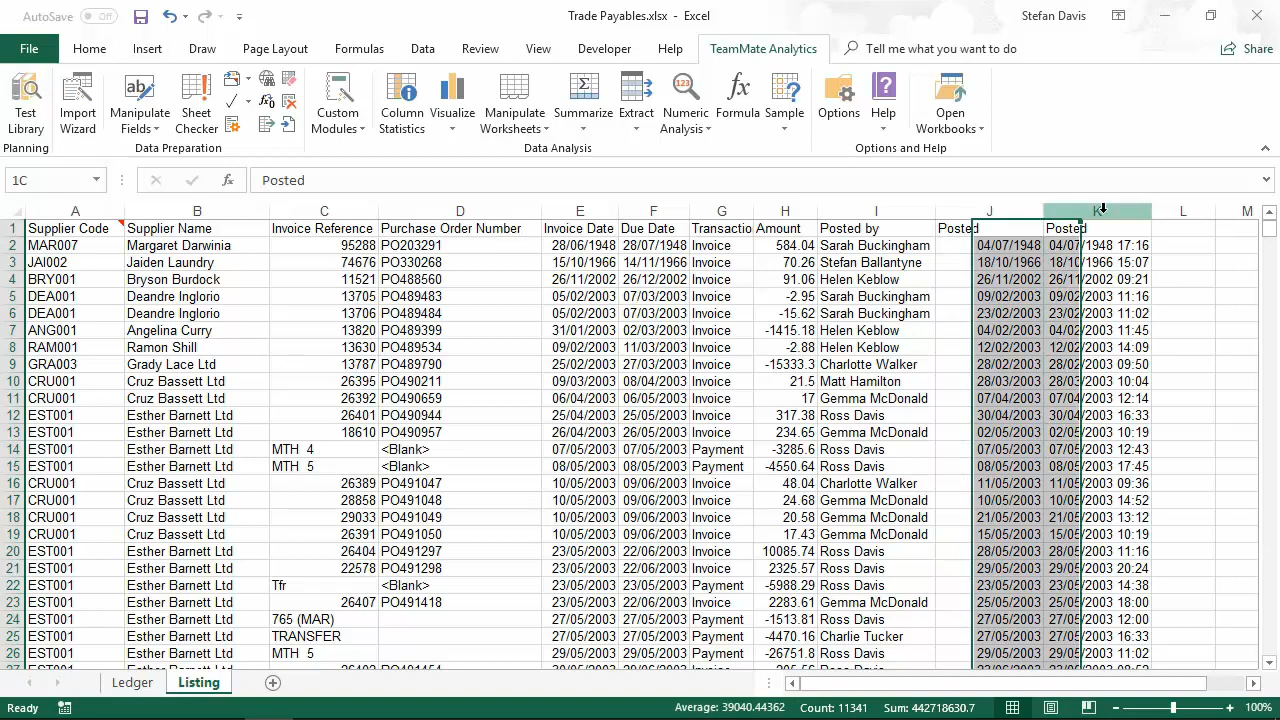 AutoSave Off Trade Payables.xlsx - Excel Stefan Davis
File Home Insert Draw Page Layout Formulas Data Review View Developer Help TeamMate Analytics Tell me what you want to do Share
Test Library Import Wizard Manipulate Fields Sheet Checker Custom Modules Column Statistics Visualize Manipulate Worksheets Summarize Extract Numeric Analysis Formula Sample Options Help Open Workbooks
Planning Data Preparation Data Analysis Options and Help
1C fx Posted
A B C D E F G H I J K L M
1 Supplier Code Supplier Name Invoice Reference Purchase Order Number Invoice Date Due Date Transactio Amount Posted by Posted Posted
2 MAR007 Margaret Darwinia 95288 PO203291 28/06/1948 28/07/1948 Invoice 584.04 Sarah Buckingham 04/07/1948 04/07/1948 17:16
3 JAI002 Jaiden Laundry 74676 PO330268 15/10/1966 14/11/1966 Invoice 70.26 Stefan Ballantyne 18/10/1966 18/10/1966 15:07
4 BRY001 Bryson Burdock 11521 PO488560 26/11/2002 26/12/2002 Invoice 91.06 Helen Keblow 26/11/2002 26/11/2002 09:21
5 DEA001 Deandre Inglorio 13705 PO489483 05/02/2003 07/03/2003 Invoice -2.95 Sarah Buckingham 09/02/2003 09/02/2003 11:16
6 DEA001 Deandre Inglorio 13706 PO489484 05/02/2003 07/03/2003 Invoice -15.62 Sarah Buckingham 23/02/2003 23/02/2003 11:02
7 ANG001 Angelina Curry 13820 PO489399 31/01/2003 02/03/2003 Invoice -1415.18 Helen Keblow 04/02/2003 04/02/2003 11:45
8 RAM001 Ramon Shill 13630 PO489534 09/02/2003 11/03/2003 Invoice -2.88 Helen Keblow 12/02/2003 12/02/2003 14:09
9 GRA003 Grady Lace Ltd 13787 PO489790 25/02/2003 27/03/2003 Invoice -15333.3 Charlotte Walker 28/02/2003 28/02/2003 09:50
10 CRU001 Cruz Bassett Ltd 26395 PO490211 09/03/2003 08/04/2003 Invoice 21.5 Matt Hamilton 28/03/2003 28/03/2003 10:04
11 CRU001 Cruz Bassett Ltd 26392 PO490659 06/04/2003 06/05/2003 Invoice 17 Gemma McDonald 07/04/2003 07/04/2003 12:14
12 EST001 Esther Barnett Ltd 26401 PO490944 26/04/2003 26/05/2003 Invoice 317.38 Ross Davis 30/04/2003 30/04/2003 16:33
13 EST001 Esther Barnett Ltd 18610 PO490957 26/04/2003 26/05/2003 Invoice 234.65 Gemma McDonald 02/05/2003 02/05/2003 10:19
14 EST001 Esther Barnett Ltd MTH 4 <Blank> 07/05/2003 07/05/2003 Payment -3285.6 Ross Davis 07/05/2003 07/05/2003 12:43
15 EST001 Esther Barnett Ltd MTH 5 <Blank> 08/05/2003 08/05/2003 Payment -4550.64 Ross Davis 08/05/2003 08/05/2003 17:45
16 CRU001 Cruz Bassett Ltd 26389 PO491047 10/05/2003 09/06/2003 Invoice 48.04 Charlotte Walker 11/05/2003 11/05/2003 09:36
17 CRU001 Cruz Bassett Ltd 28858 PO491048 10/05/2003 09/06/2003 Invoice 24.68 Gemma McDonald 10/05/2003 10/05/2003 14:52
18 CRU001 Cruz Bassett Ltd 29033 PO491049 10/05/2003 09/06/2003 Invoice 20.58 Gemma McDonald 21/05/2003 21/05/2003 13:12
19 CRU001 Cruz Bassett Ltd 26391 PO491050 10/05/2003 09/06/2003 Invoice 17.43 Gemma McDonald 15/05/2003 15/05/2003 10:19
20 EST001 Esther Barnett Ltd 26404 PO491297 23/05/2003 22/06/2003 Invoice 10085.74 Ross Davis 28/05/2003 28/05/2003 11:16
21 EST001 Esther Barnett Ltd 22578 PO491298 23/05/2003 22/06/2003 Invoice 2325.57 Ross Davis 29/05/2003 29/05/2003 20:24
22 EST001 Esther Barnett Ltd Tfr <Blank> 23/05/2003 23/05/2003 Payment -5988.29 Ross Davis 23/05/2003 23/05/2003 14:38
23 EST001 Esther Barnett Ltd 26407 PO491418 23/05/2003 22/06/2003 Invoice 2283.61 Gemma McDonald 25/05/2003 25/05/2003 18:00
24 EST001 Esther Barnett Ltd 765 (MAR) 27/05/2003 27/05/2003 Payment -1513.81 Ross Davis 27/05/2003 27/05/2003 12:00
25 EST001 Esther Barnett Ltd TRANSFER 27/05/2003 27/05/2003 Payment -4470.16 Charlie Tucker 27/05/2003 27/05/2003 16:33
26 EST001 Esther Barnett Ltd MTH 5 27/05/2003 27/05/2003 Payment -26751.8 Ross Davis 29/05/2003 29/05/2003 11:02
Ledger Listing
Ready Average: 39040.44362 Count: 11341 Sum: 442718630.7 100%